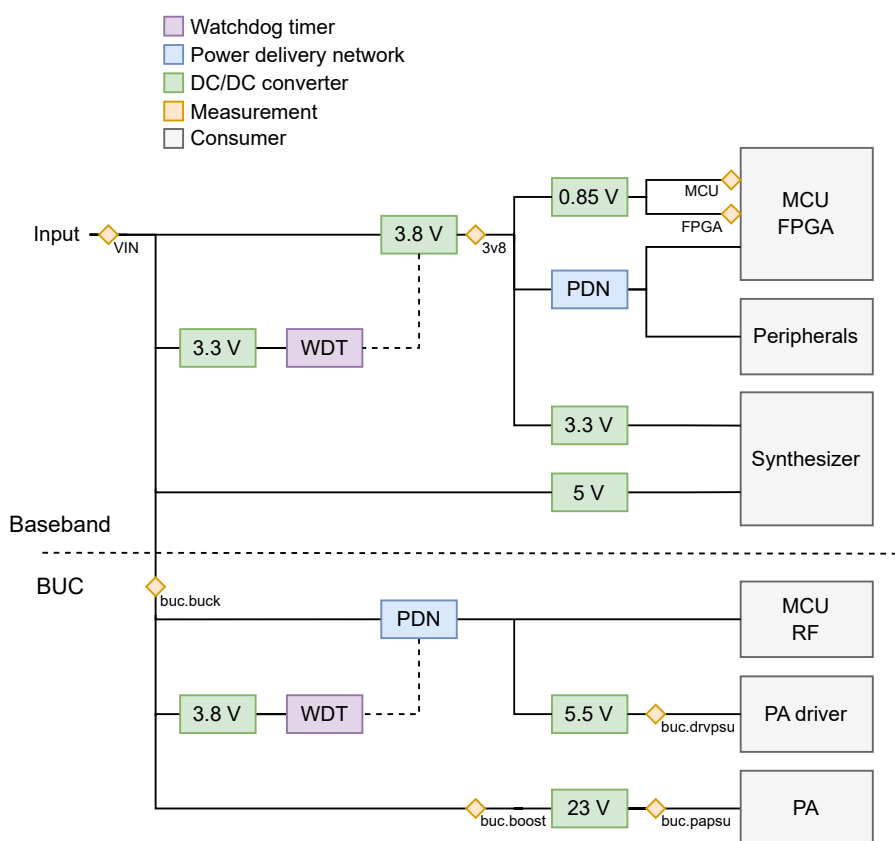 Watchdog timer
Power delivery network
DC/DC converter
Measurement
Consumer
0.85 V
MCU
FPGA
MCU
FPGA
Input
VIN
3.8 V
3v8
PDN
3.3 V
WDT
Peripherals
3.3 V
Synthesizer
5 V
Baseband
BUC
buc.buck
PDN
MCU
RF
3.8 V
WDT
5.5 V
buc.drvpsu
PA driver
buc.boost
23 V
buc.papsu
PA